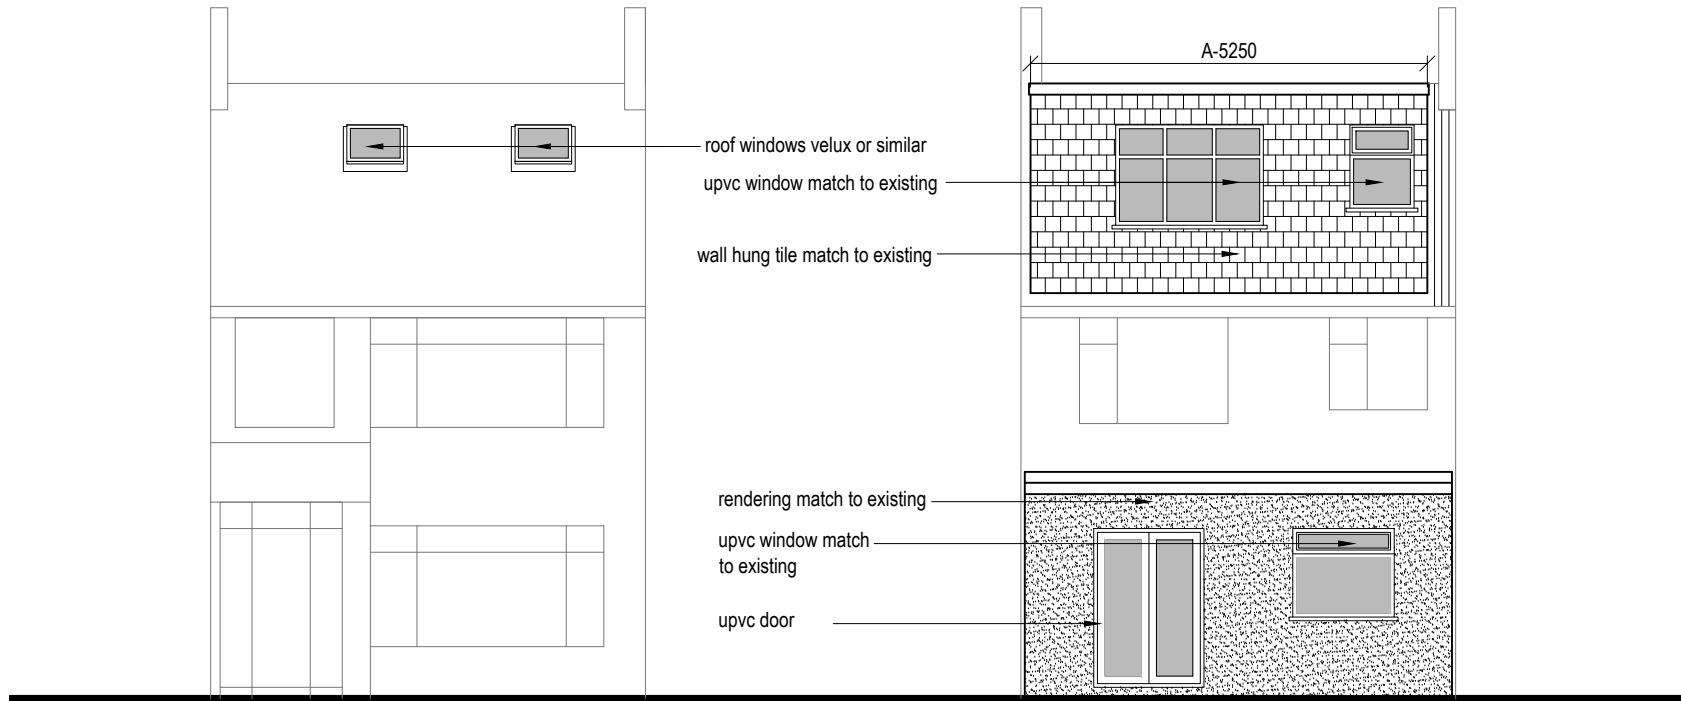 A-5250
roof windows velux or similar
upvc window match to existing
wall hung tile match to existing
rendering match to existing
upvc window match
to existing
upvc door